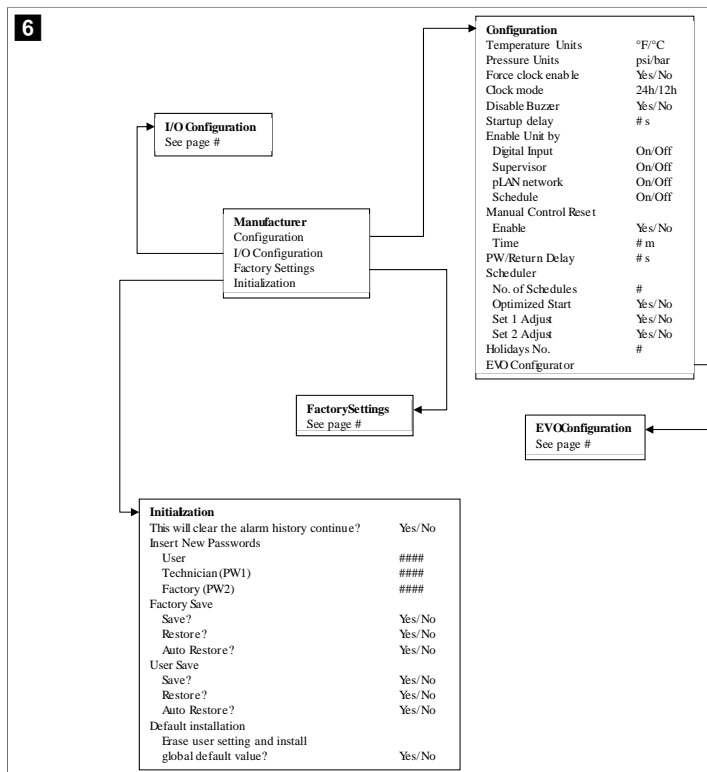 6
Configuration
Temperature Units °F/°C
Pressure Units psi/bar
Force clock enable Yes/No
Clock mode 24h/12h
Disable Buzzer Yes/No
Startup delay # s
Enable Unit by
Digital Input On/Off
Supervisor On/Off
pLAN network On/Off
Schedule On/Off
Manual Control Reset
Enable Yes/No
Time # m
PW/Return Delay # s
Scheduler
No. of Schedules #
Optimized Start Yes/No
Set 1 Adjust Yes/No
Set 2 Adjust Yes/No
Holidays No. #
EVO Configurator
I/O Configuration
See page #
Manufacturer
Configuration
I/O Configuration
Factory Settings
Initialization
FactorySettings
See page #
EVOConfiguration
See page #
Initialization
This will clear the alarm history continue? Yes/No
Insert New Passwords
User ####
Technician (PW1) ####
Factory (PW2) ####
Factory Save
Save? Yes/No
Restore? Yes/No
Auto Restore? Yes/No
User Save
Save? Yes/No
Restore? Yes/No
Auto Restore? Yes/No
Default installation
Erase user setting and install
global default value? Yes/No